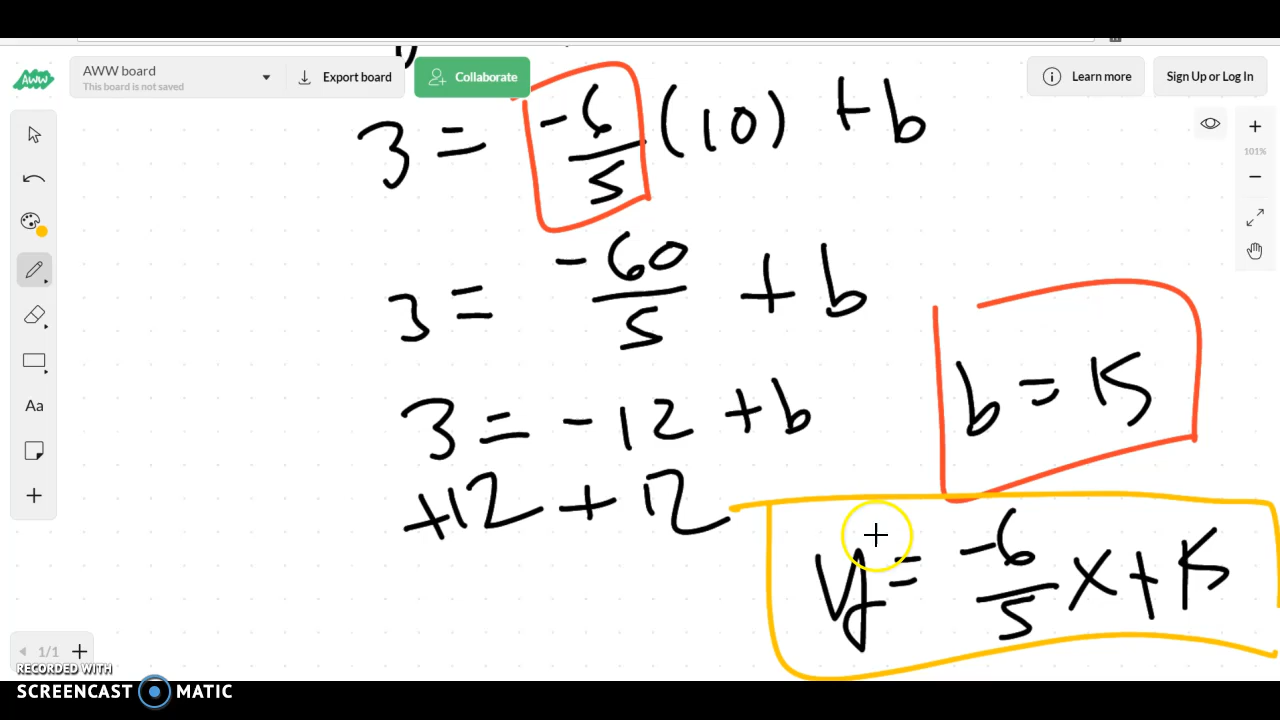 AWW board
This board is not saved
Export board
Collaborate
Learn more
Sign Up or Log In
AWW
101%
3 = -6/5 (10) + b
3 = -60/5 + b
3 = -12 + b
+12 + 12
b = 15
y = -6/5 x + 15
Aa
1/1
RECORDED WITH
SCREENCAST MATIC